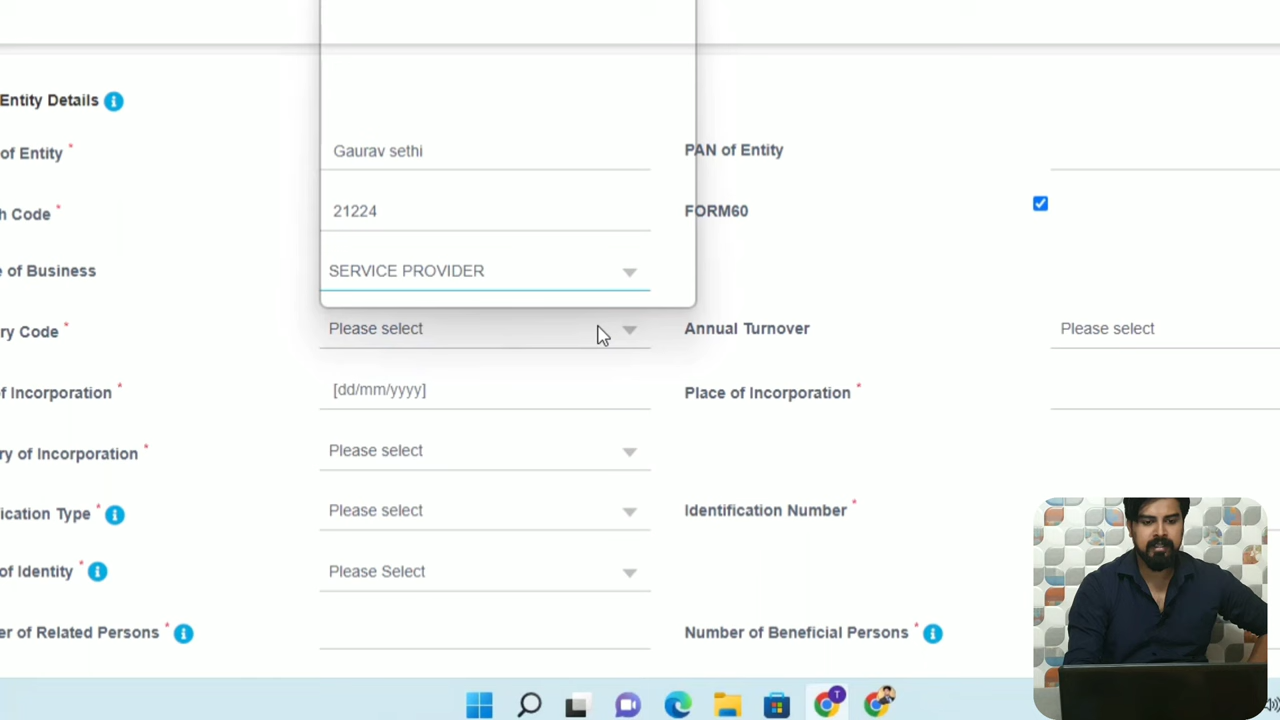 Entity Details
of Entity *
Gaurav sethi
PAN of Entity
h Code *
21224
FORM60
e of Business
SERVICE PROVIDER
ry Code *
Please select
Annual Turnover
Please select
f Incorporation *
[dd/mm/yyyy]
Place of Incorporation *
ry of Incorporation *
Please select
ication Type *
Please select
Identification Number *
of Identity *
Please Select
er of Related Persons *
Number of Beneficial Persons *
T